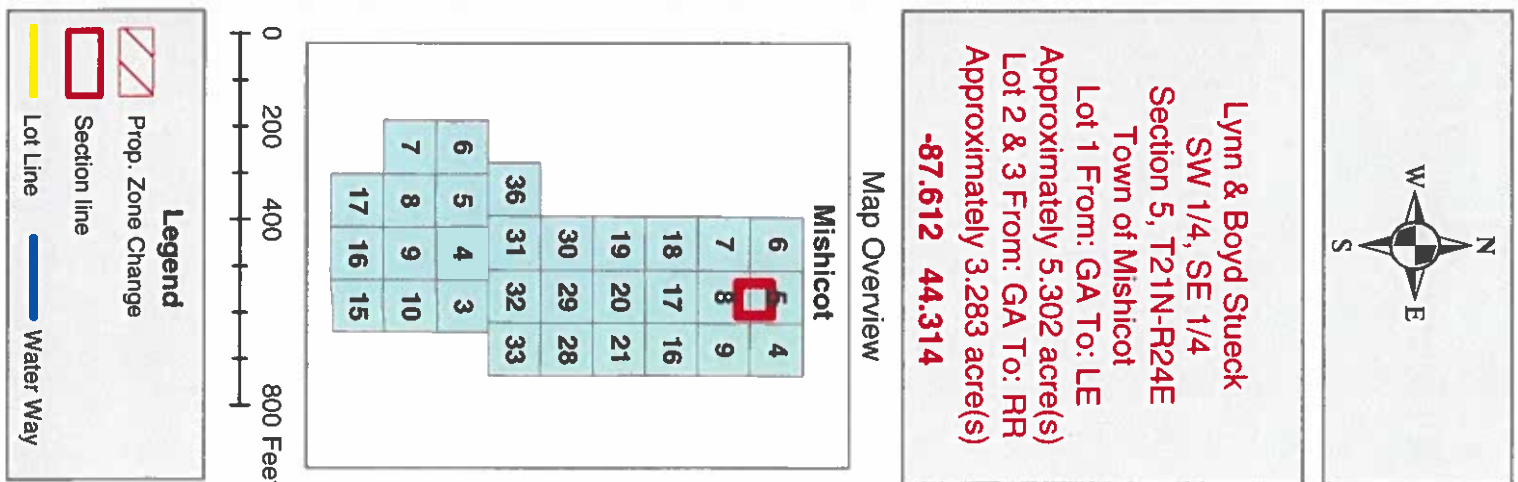 N
W E
S
Lynn & Boyd Stueck
SW 1/4, SE 1/4
Section 5, T21N-R24E
Town of Mishicot
Lot 1 From: GA To: LE
Approximately 5.302 acre(s)
Lot 2 & 3 From: GA To: RR
Approximately 3.283 acre(s)
-87.612 44.314
Map Overview
Mishicot
6 5 4
7 8 9
18 17 16
19 20 21
30 29 28
36 31 32 33
6 5 4 3
7 8 9 10
17 16 15
0 200 400 800 Feet
Legend
Prop. Zone Change
Section line
Lot Line Water Way